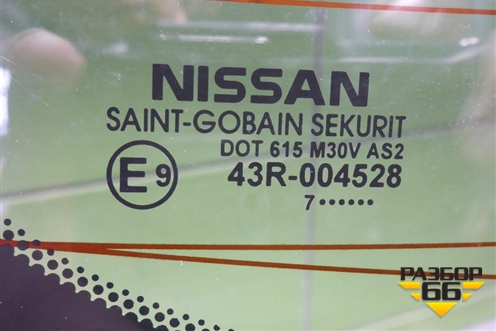 NISSAN
SAINT-GOBAIN SEKURIT
DOT 615 M30V AS2
E9 43R-004528
7••••••
РАЗБОР
66